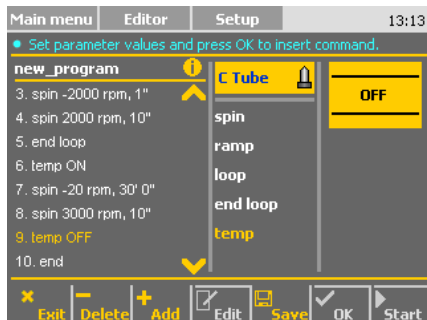 Main menu Editor Setup 13:13
Set parameter values and press OK to insert command.
new_program
3. spin -2000 rpm, 1"
4. spin 2000 rpm, 10"
5. end loop
6. temp ON
7. spin -20 rpm, 30' 0"
8. spin 3000 rpm, 10"
9. temp OFF
10. end
C Tube
spin
ramp
loop
end loop
temp
OFF
Exit Delete Add Edit Save OK Start